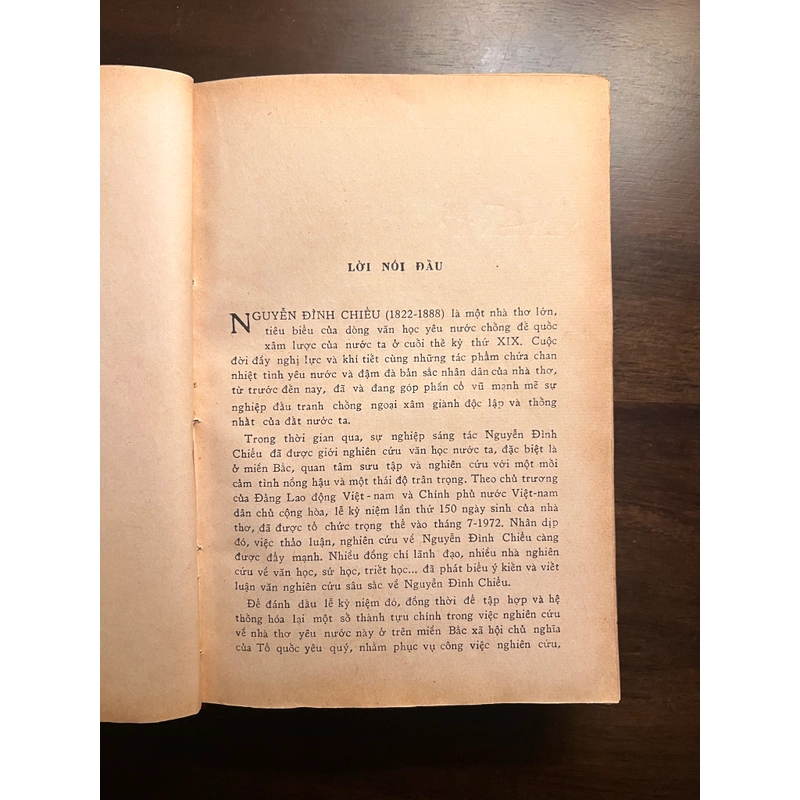 LỜI NÓI ĐẦU
NGUYỄN ĐÌNH CHIỂU (1822-1888) là một nhà thơ lớn,
tiêu biểu của dòng văn học yêu nước chống đế quốc
xâm lược của nước ta ở cuối thế kỷ thứ XIX. Cuộc
đời đầy nghị lực và khí tiết cùng những tác phẩm chứa chan
nhiệt tình yêu nước và đậm đà bản sắc nhân dân của nhà thơ,
từ trước đến nay, đã và đang góp phần cổ vũ mạnh mẽ sự
nghiệp đấu tranh chống ngoại xâm giành độc lập và thống
nhất của đất nước ta.
Trong thời gian qua, sự nghiệp sáng tác Nguyễn Đình
Chiểu đã được giới nghiên cứu văn học nước ta, đặc biệt là
ở miền Bắc, quan tâm sưu tập và nghiên cứu với một mối
cảm tình nồng hậu và một thái độ trân trọng. Theo chủ trương
của Đảng Lao động Việt-nam và Chính phủ nước Việt-nam
dân chủ cộng hòa, lễ kỷ niệm lần thứ 150 ngày sinh của nhà
thơ, đã được tổ chức trọng thể vào tháng 7-1972. Nhân dịp
đó, việc thảo luận, nghiên cứu về Nguyễn Đình Chiểu càng
được đẩy mạnh. Nhiều đồng chí lãnh đạo, nhiều nhà nghiên
cứu về văn học, sử học, triết học... đã phát biểu ý kiến và viết
luận văn nghiên cứu sâu sắc về Nguyễn Đình Chiểu.
Để đánh dấu lễ kỷ niệm đó, đồng thời để tập hợp và hệ
thống hóa lại một số thành tựu chính trong việc nghiên cứu
về nhà thơ yêu nước này ở trên miền Bắc xã hội chủ nghĩa
của Tổ quốc yêu quý, nhằm phục vụ công việc nghiên cứu,